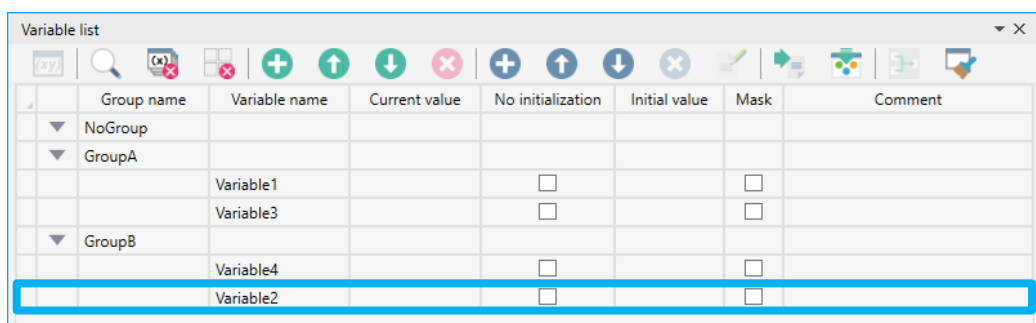 Variable list
(xy) (x)
Group name Variable name Current value No initialization Initial value Mask Comment
NoGroup
GroupA
Variable1
Variable3
GroupB
Variable4
Variable2